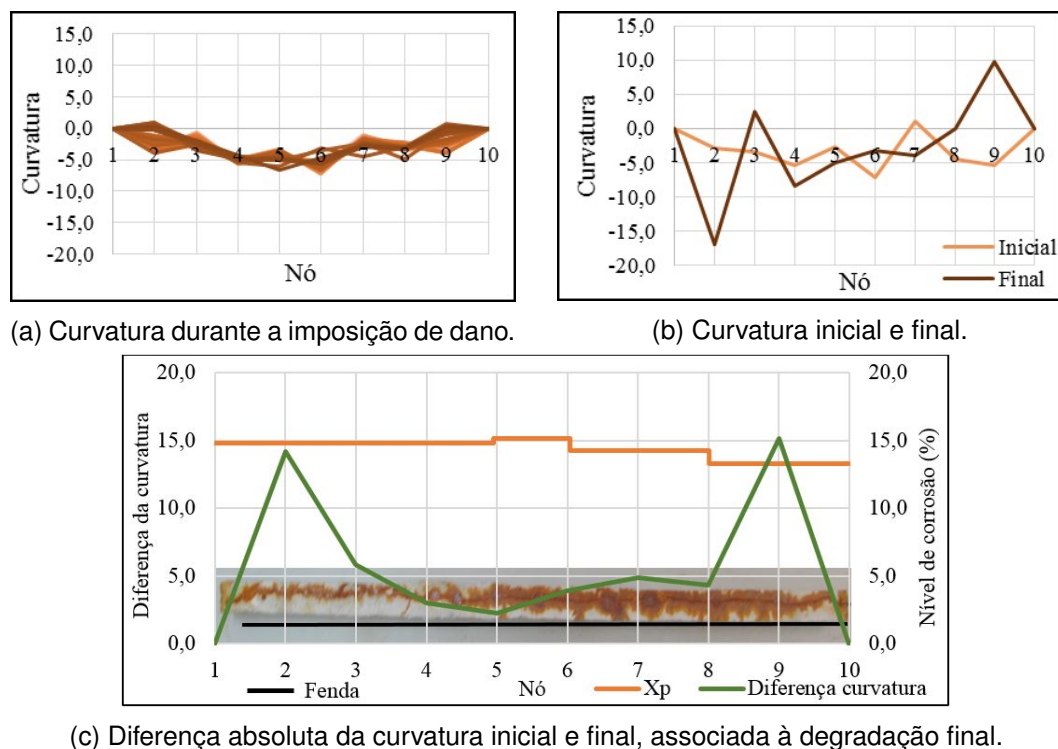 15,0
10,0
5,0
0,0
-5,0
-10,0
-15,0
-20,0
Curvatura
1 2 3 4 5 6 7 8 9 10
Nó
(a) Curvatura durante a imposição de dano.
15,0
10,0
5,0
0,0
-5,0
-10,0
-15,0
-20,0
Curvatura
1 2 3 4 5 6 7 8 9 10
Inicial
Final
Nó
(b) Curvatura inicial e final.
20,0
15,0
10,0
5,0
0,0
Diferença da curvatura
20,0
15,0
10,0
5,0
0,0
Nível de corrosão (%)
1 2 3 4 5 6 7 8 9 10
Fenda Nó Xp Diferença curvatura
(c) Diferença absoluta da curvatura inicial e final, associada à degradação final.